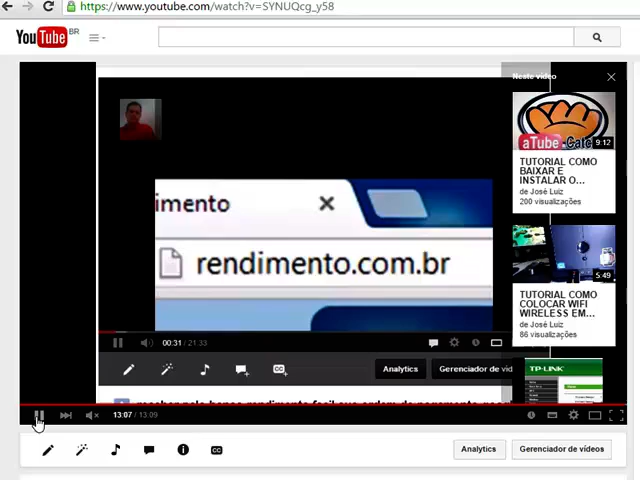 https://www.youtube.com/watch?v=SYNUQcg_y58
YouTube BR
Neste vídeo
9:12
aTube Catc
TUTORIAL COMO
BAIXAR E
INSTALAR O...
de José Luiz
200 visualizações
imento
rendimento.com.br
5:49
TUTORIAL COMO
COLOCAR WIFI
WIRELESS EM...
de José Luiz
86 visualizações
00:31 / 21:33
CC
Analytics
Gerenciador de víd
TP-LINK
13:07 / 13:09
CC
Analytics
Gerenciador de vídeos